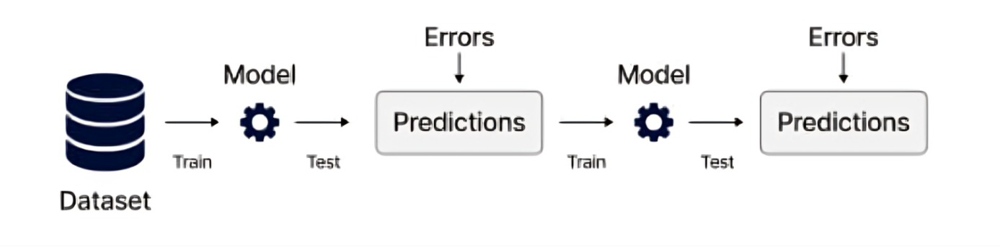 Errors
Errors
Model
Model
Predictions
Predictions
Train
Test
Train
Test
Dataset